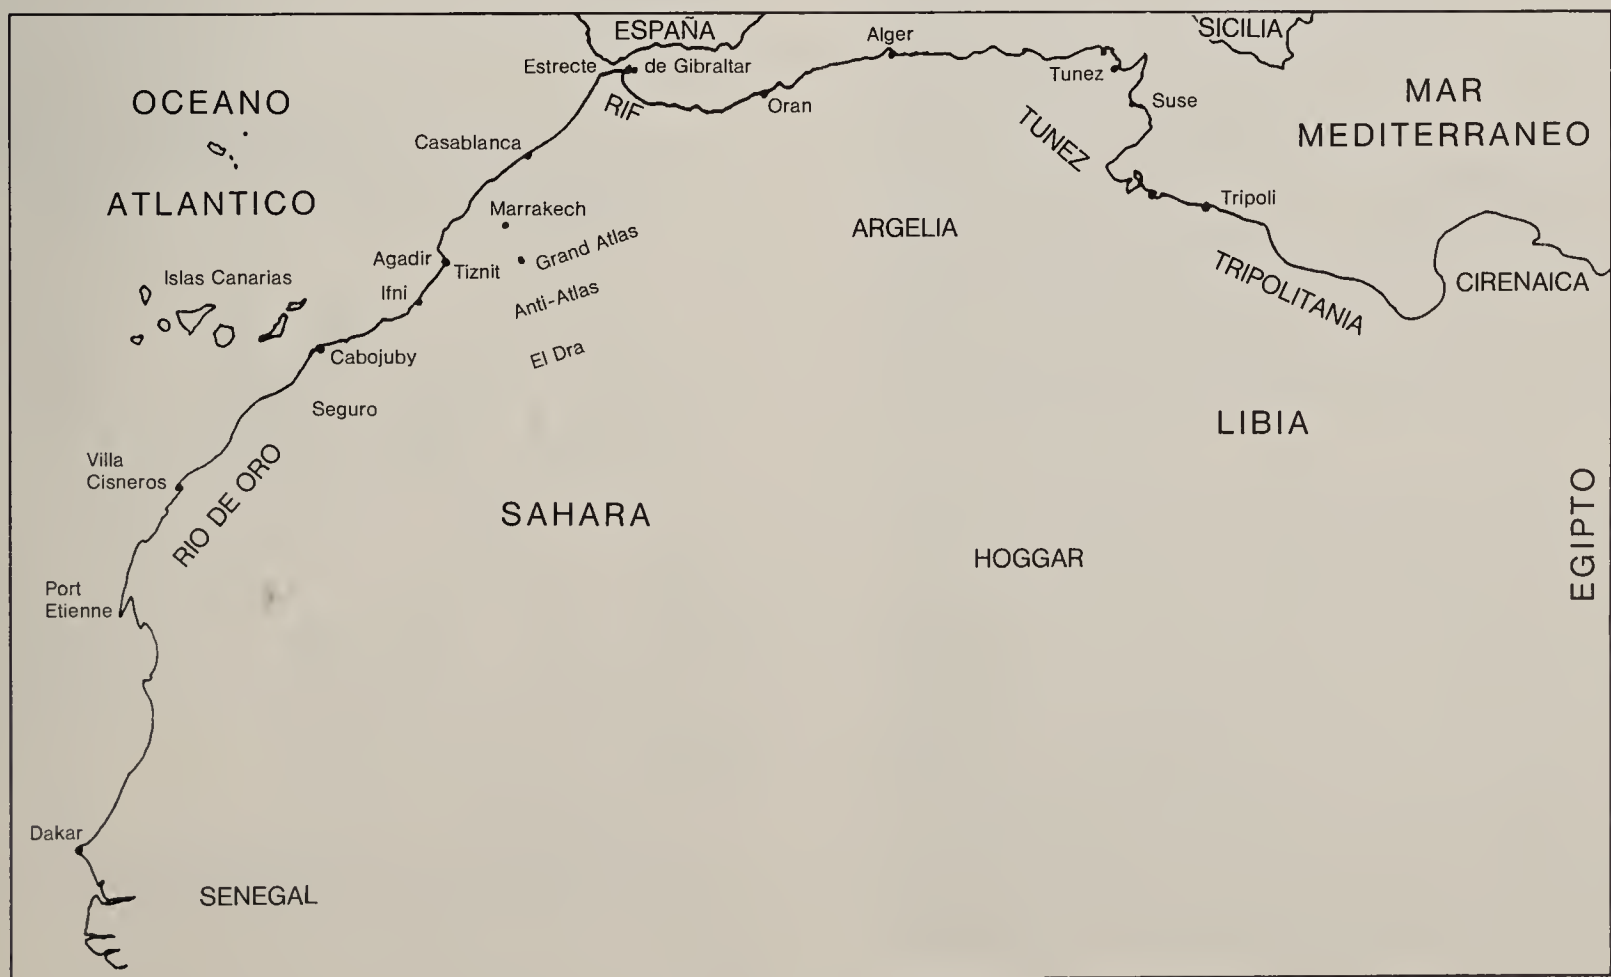 ESPAÑA
SICILIA
Alger
Estrecte
de Gibraltar
Tunez
OCEANO
RIF
Oran
Suse
MAR
MEDITERRANEO
TUNEZ
Casablanca
ATLANTICO
Marrakech
Tripoli
ARGELIA
Grand Atlas
Agadir
Tiznit
Islas Canarias
Ifni
Anti-Atlas
TRIPOLITANIA
CIRENAICA
El Dra
Cabojuby
Seguro
LIBIA
Villa
Cisneros
RIO DE ORO
SAHARA
EGIPTO
HOGGAR
Port
Etienne
Dakar
SENEGAL